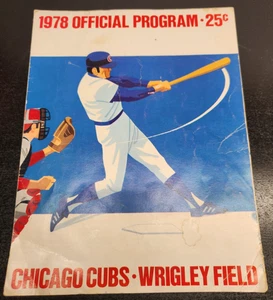 1978 OFFICIAL PROGRAM · 25¢
CHICAGO CUBS · WRIGLEY FIELD